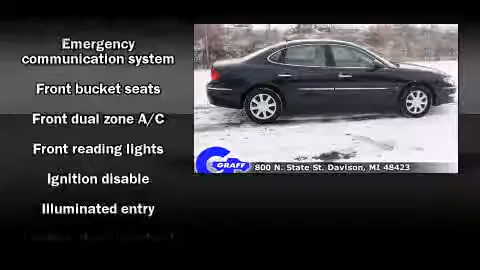 Emergency
communication system
Front bucket seats
Front dual zone A/C
Front reading lights
Ignition disable
Illuminated entry
GRAFF
800 N. State St. Davison, MI 48423